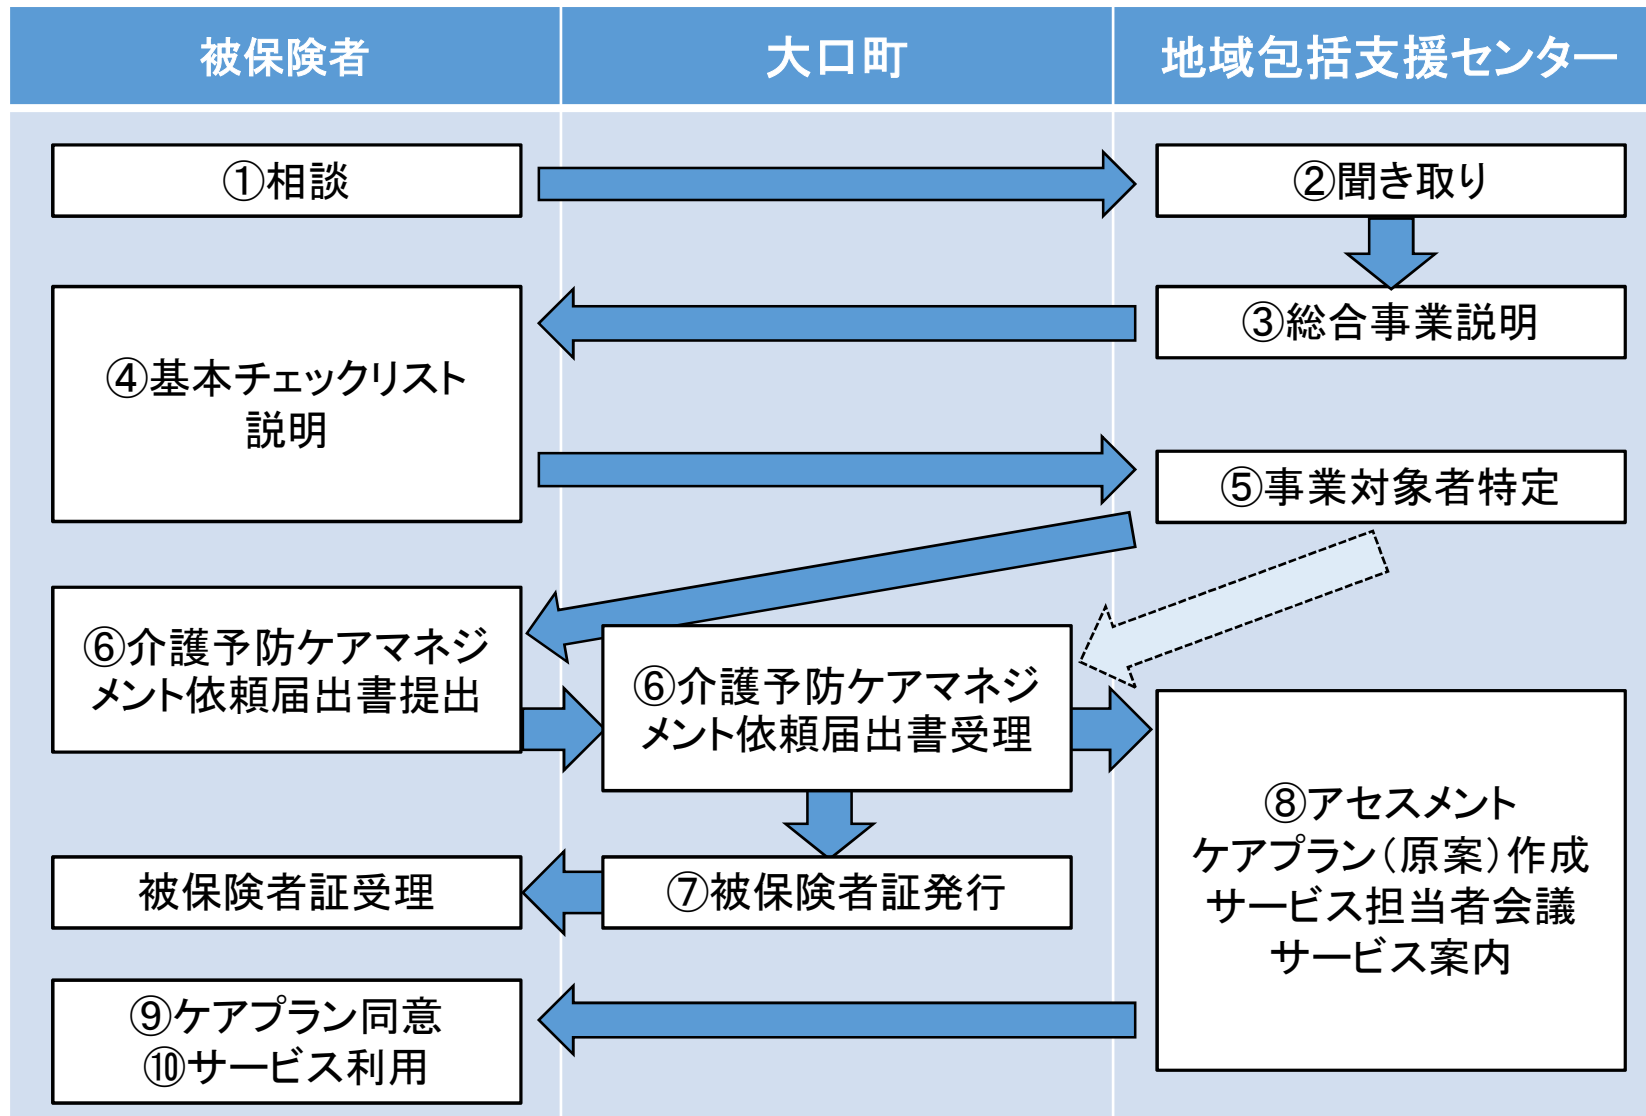 被保険者
大口町
地域包括支援センター
①相談
②聞き取り
③総合事業説明
④基本チェックリスト
説明
⑤事業対象者特定
⑥介護予防ケアマネジ
メント依頼届出書提出
⑥介護予防ケアマネジ
メント依頼届出書受理
⑧アセスメント
ケアプラン（原案）作成
サービス担当者会議
サービス案内
被保険者証受理
⑦被保険者証発行
⑨ケアプラン同意
⑩サービス利用